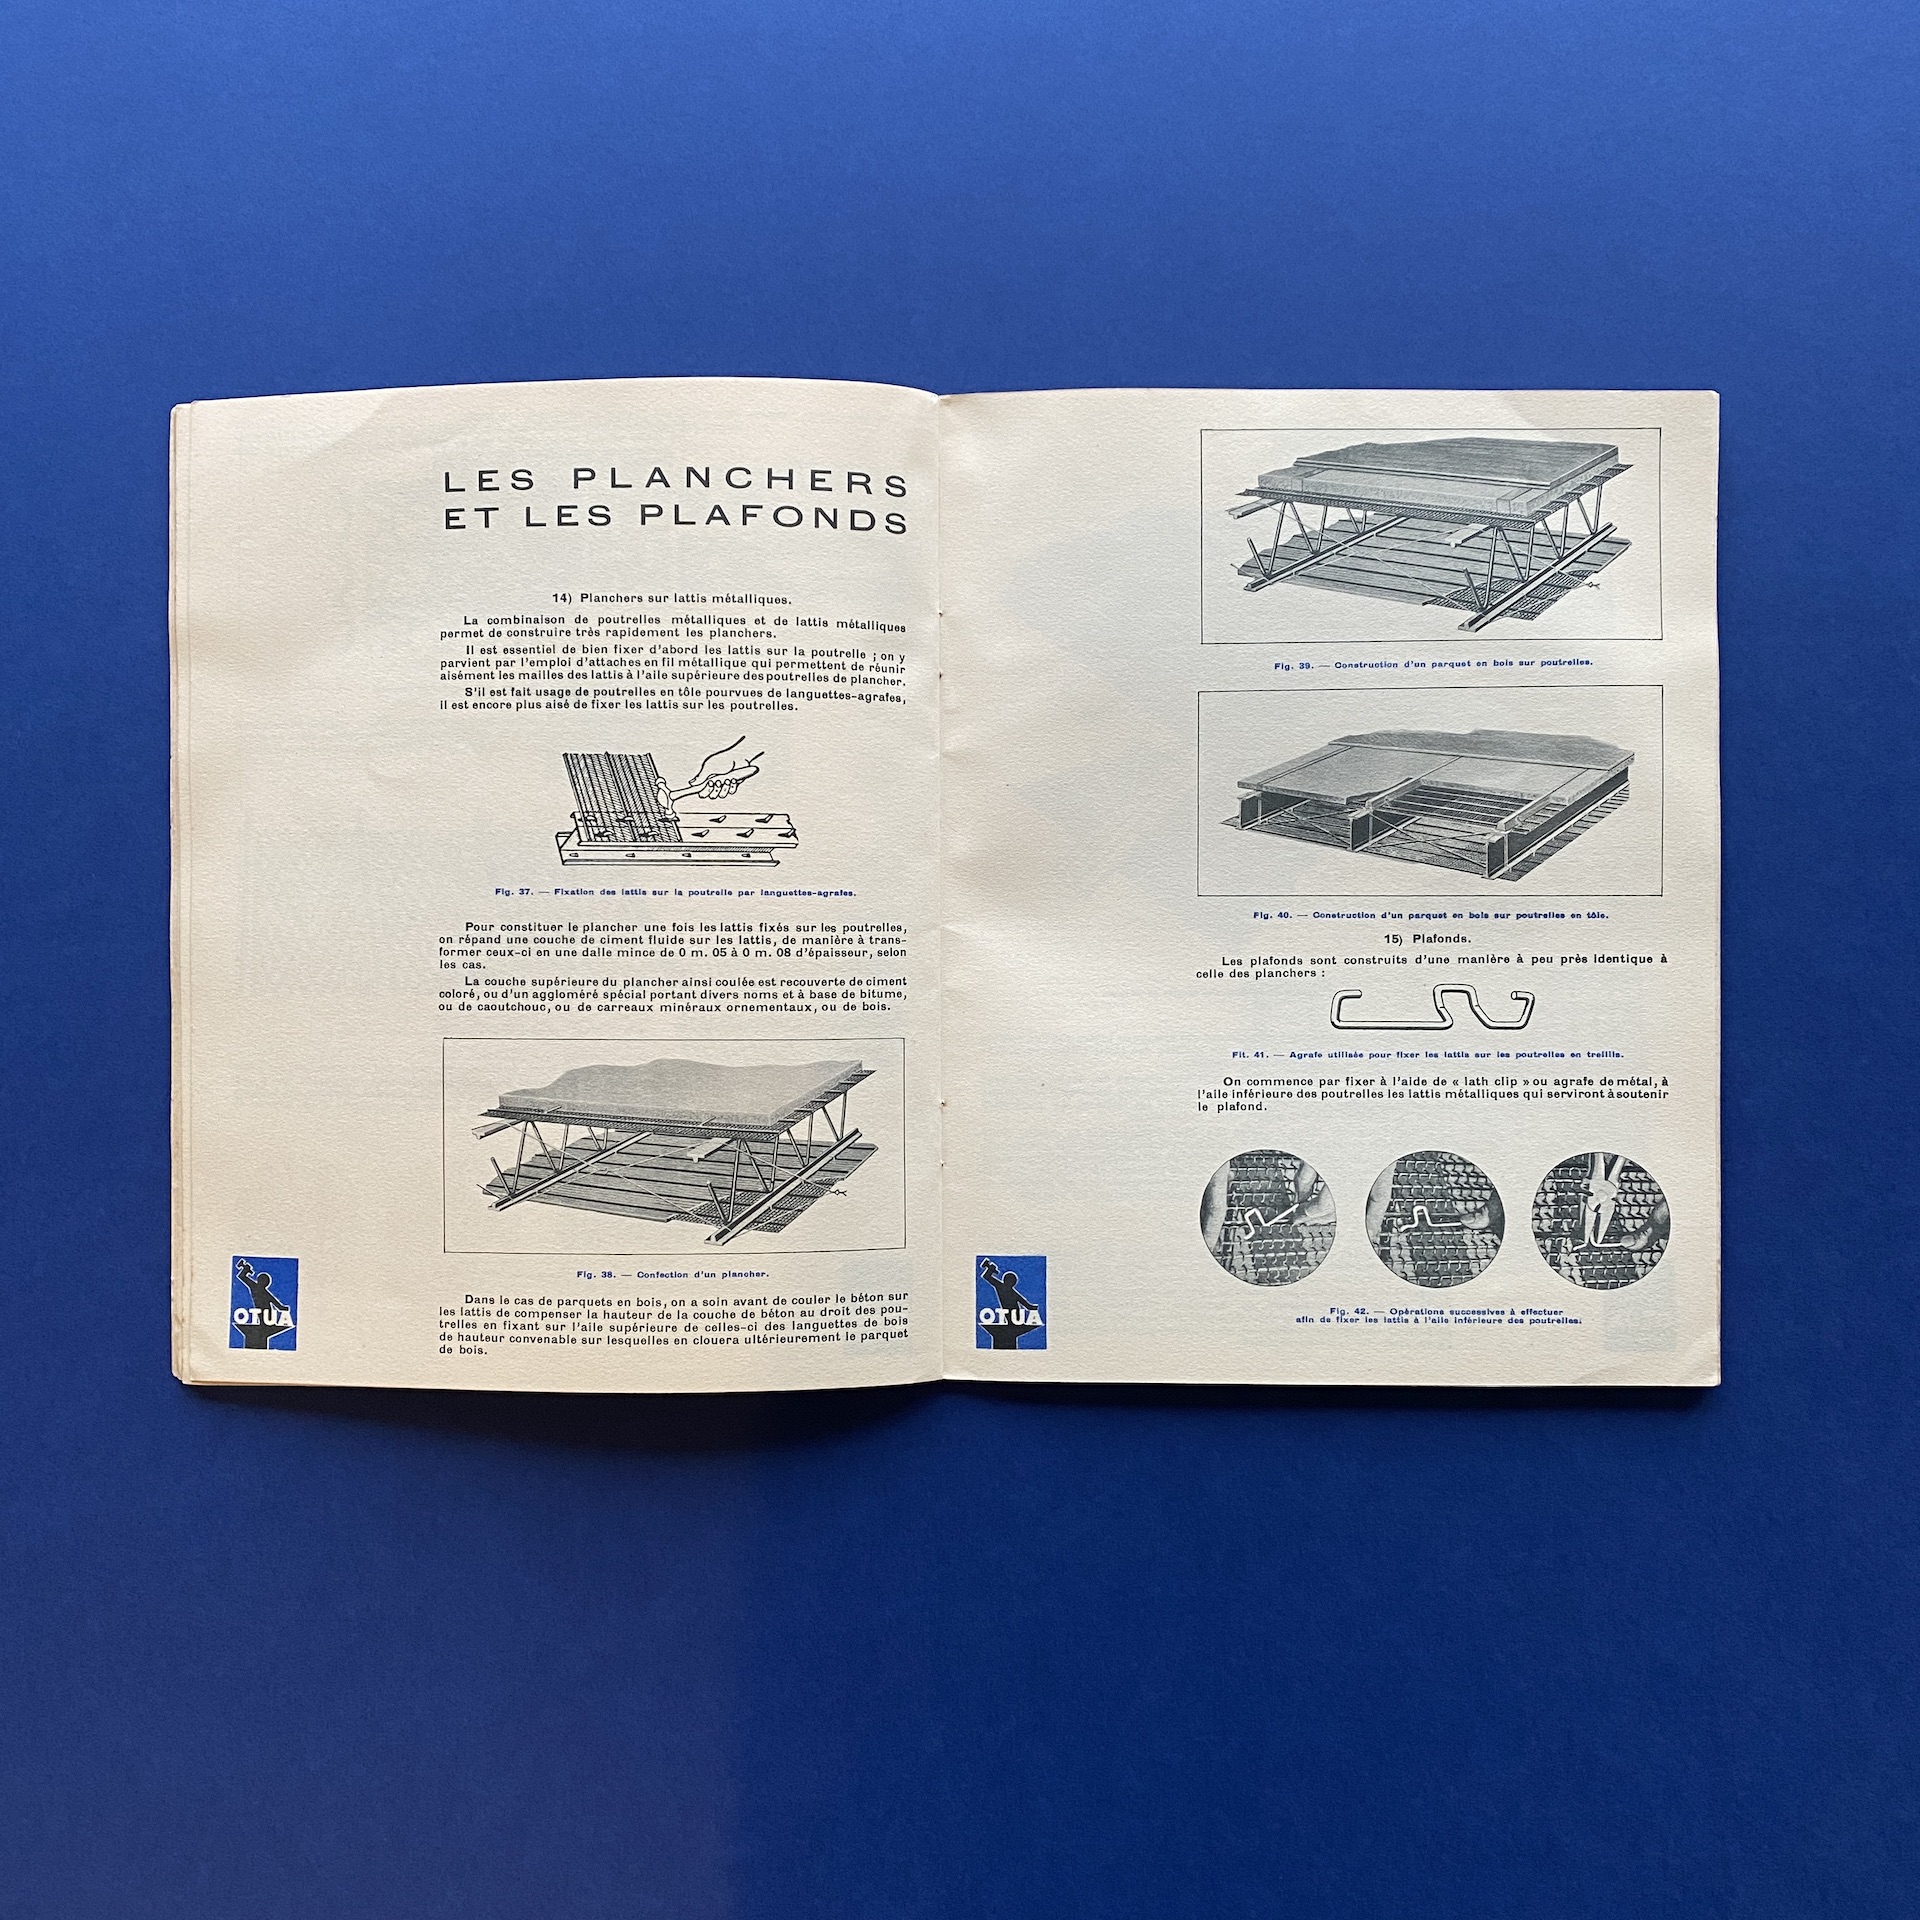 LES PLANCHERS
ET LES PLAFONDS
14) Planchers sur lattis métalliques.
La combinaison de poutrelles métalliques et de lattis métalliques
permet de construire très rapidement les planchers.
Il est essentiel de bien fixer d'abord les lattis sur la poutrelle ; on y
parvient par l'emploi d'attaches en fil métallique qui permettent de réunir
aisément les mailles des lattis à l'aile supérieure des poutrelles de plancher.
S'il est fait usage de poutrelles en tôle pourvues de languettes-agrafes,
il est encore plus aisé de fixer les lattis sur les poutrelles.
Fig. 37. — Fixation des lattis sur la poutrelle par languettes-agrafes.
Pour constituer le plancher une fois les lattis fixés sur les poutrelles,
on répand une couche de ciment fluide sur les lattis, de manière à trans-
former ceux-ci en une dalle mince de 0 m. 05 à 0 m. 08 d'épaisseur, selon
les cas.
La couche supérieure du plancher ainsi coulée est recouverte de ciment
coloré, ou d'un aggloméré spécial portant divers noms et à base de bitume,
ou de caoutchouc, ou de carreaux minéraux ornementaux, ou de bois.
Fig. 38. — Confection d'un plancher.
Dans le cas de parquets en bois, on a soin avant de couler le béton sur
les lattis de compenser la hauteur de la couche de béton au droit des pou-
trelles en fixant sur l'aile supérieure de celles-ci des languettes de bois
de hauteur convenable sur lesquelles en clouera ultérieurement le parquet
de bois.
OTUA
Fig. 39. — Construction d'un parquet en bois sur poutrelles.
Fig. 40. — Construction d'un parquet en bois sur poutrelles en tôle.
15) Plafonds.
Les plafonds sont construits d'une manière à peu près identique à
celle des planchers :
Fit. 41. — Agrafe utilisée pour fixer les lattis sur les poutrelles en treillis.
On commence par fixer à l'aide de « lath clip » ou agrafe de métal, à
l'aile inférieure des poutrelles les lattis métalliques qui serviront à soutenir
le plafond.
Fig. 42. — Opérations successives à effectuer
afin de fixer les lattis à l'aile inférieure des poutrelles.
OTUA